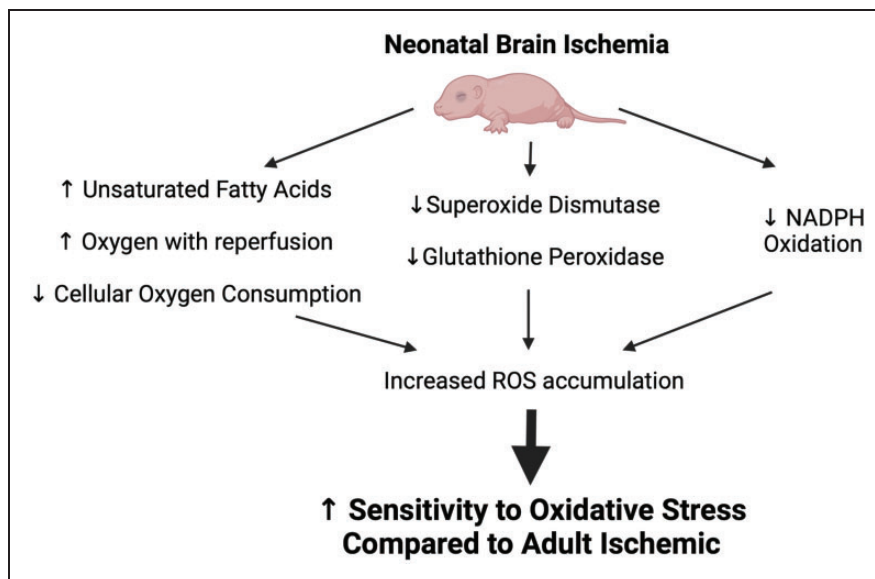 Neonatal Brain Ischemia
↑ Unsaturated Fatty Acids
↑ Oxygen with reperfusion
↓ Cellular Oxygen Consumption
↓Superoxide Dismutase
↓Glutathione Peroxidase
↓ NADPH
Oxidation
Increased ROS accumulation
↑ Sensitivity to Oxidative Stress
Compared to Adult Ischemic